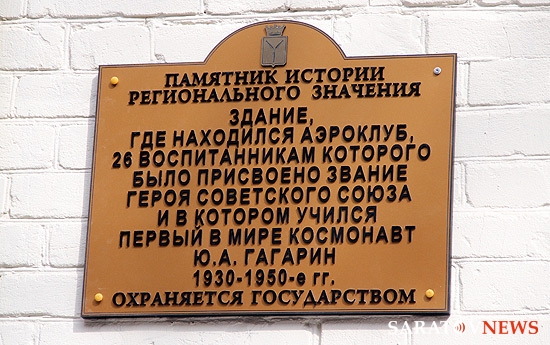 ПАМЯТНИК ИСТОРИИ
РЕГИОНАЛЬНОГО ЗНАЧЕНИЯ
ЗДАНИЕ,
ГДЕ НАХОДИЛСЯ АЭРОКЛУБ,
26 ВОСПИТАННИКАМ КОТОРОГО
БЫЛО ПРИСВОЕНО ЗВАНИЕ
ГЕРОЯ СОВЕТСКОГО СОЮЗА
И В КОТОРОМ УЧИЛСЯ
ПЕРВЫЙ В МИРЕ КОСМОНАВТ
Ю.А. ГАГАРИН
1930-1950-е гг.
ОХРАНЯЕТСЯ ГОСУДАРСТВОМ
SARAT NEWS